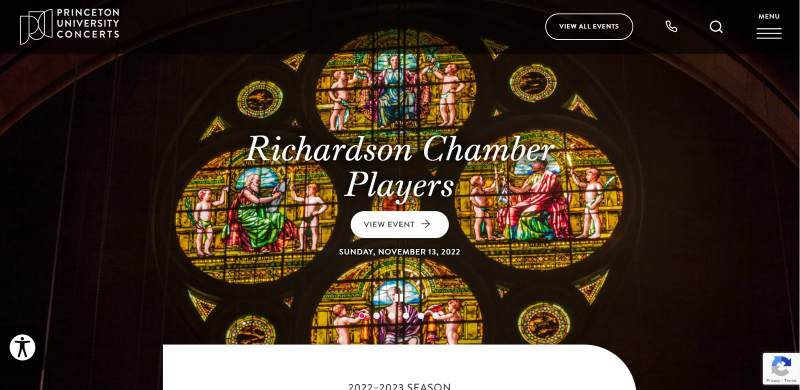 PRINCETON
UNIVERSITY
CONCERTS
VIEW ALL EVENTS
MENU
Richardson Chamber
Players
VIEW EVENT
SUNDAY, NOVEMBER 13, 2022
2022–2023 SEASON
Privacy - Terms